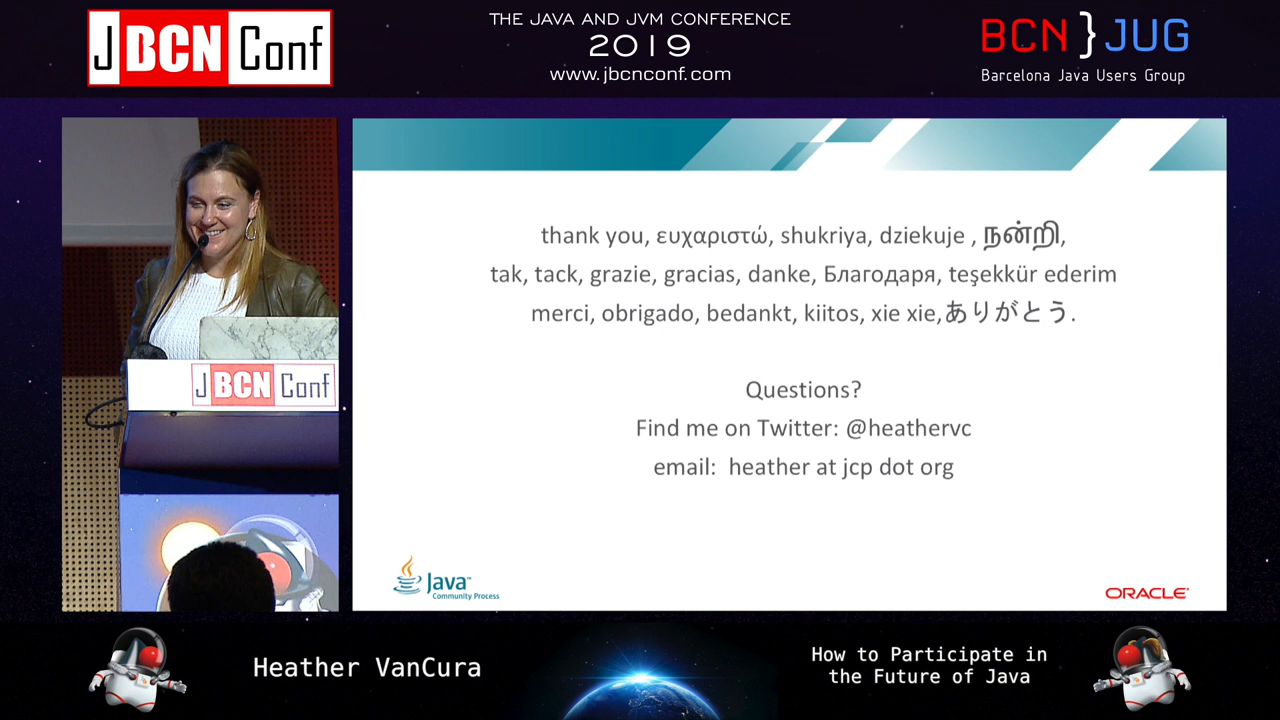 J BCN Conf
THE JAVA AND JVM CONFERENCE
2019
www.jbcnconf.com
BCN}JUG
Barcelona Java Users Group
thank you, ευχαριστώ, shukriya, dziekuje , நன்றி,
tak, tack, grazie, gracias, danke, Благодаря, teşekkür ederim
merci, obrigado, bedankt, kiitos, xie xie,ありがとう.
Questions?
Find me on Twitter: @heathervc
email: heather at jcp dot org
J BCN Conf
Java™
Community Process
ORACLE®
Heather VanCura
How to Participate in
the Future of Java